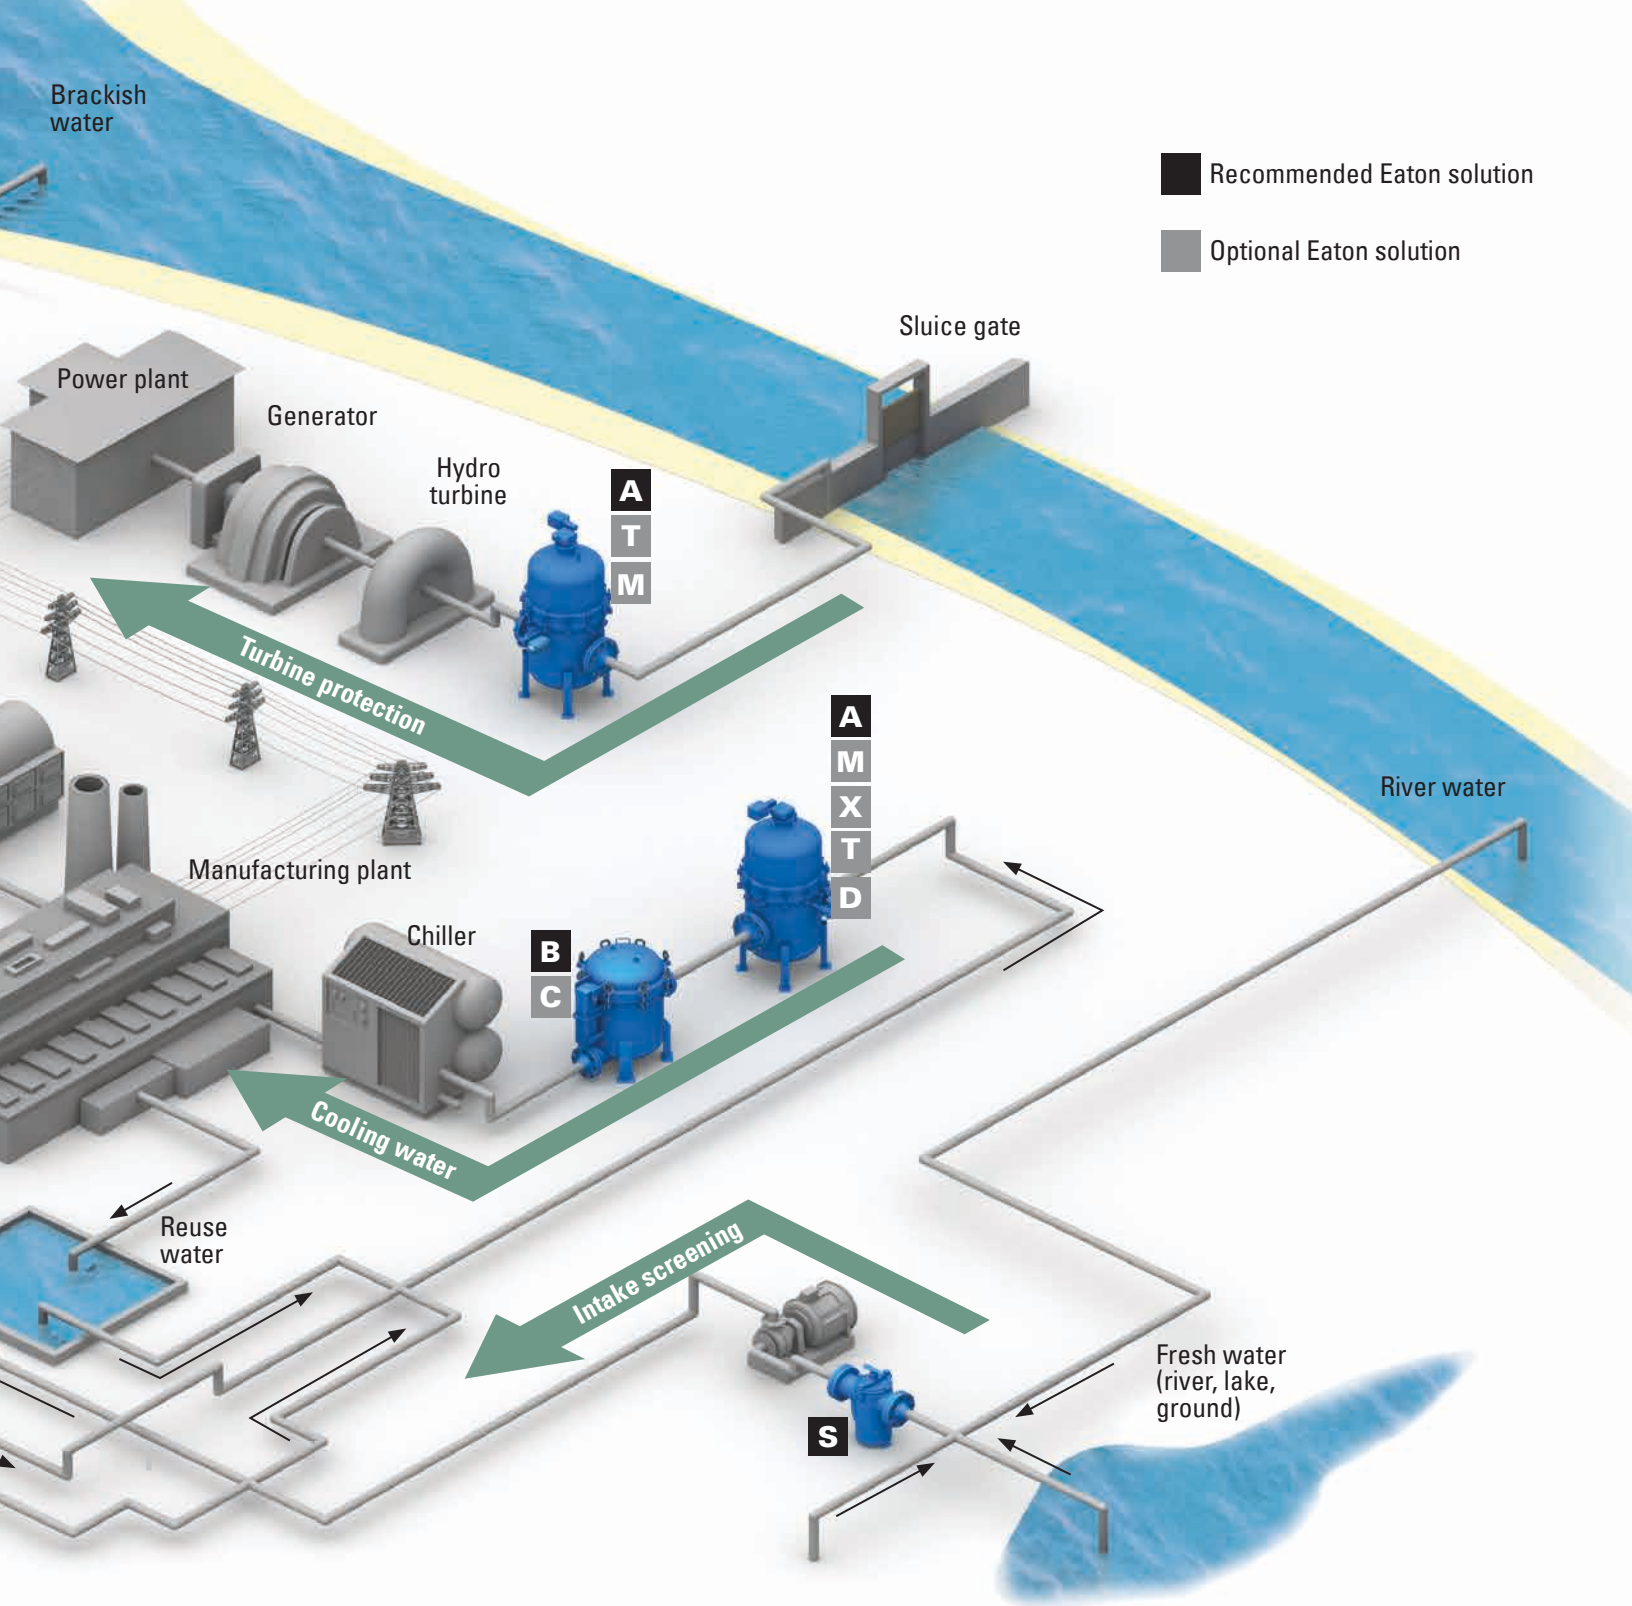 Brackish
water
Recommended Eaton solution
Optional Eaton solution
Sluice gate
Power plant
Generator
Hydro
turbine
A
T
M
Turbine protection
A
M
X
T
D
River water
Manufacturing plant
Chiller
B
C
Cooling water
Reuse
water
Intake screening
Fresh water
(river, lake,
ground)
S